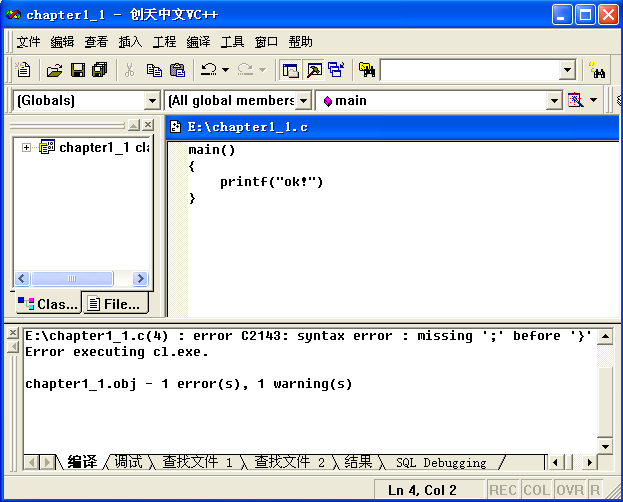 chapter1_1 - 创天中文VC++
文件 编辑 查看 插入 工程 编译 工具 窗口 帮助
(Globals) (All global members main
chapter1_1 cla
E:\chapter1_1.c
main()
{
printf("ok!")
}
Clas... File...
E:\chapter1_1.c(4) : error C2143: syntax error : missing ';' before '}'
Error executing cl.exe.
chapter1_1.obj - 1 error(s), 1 warning(s)
编译 调试 查找文件 1 查找文件 2 结果 SQL Debugging
Ln 4, Col 2 REC COL OVR R